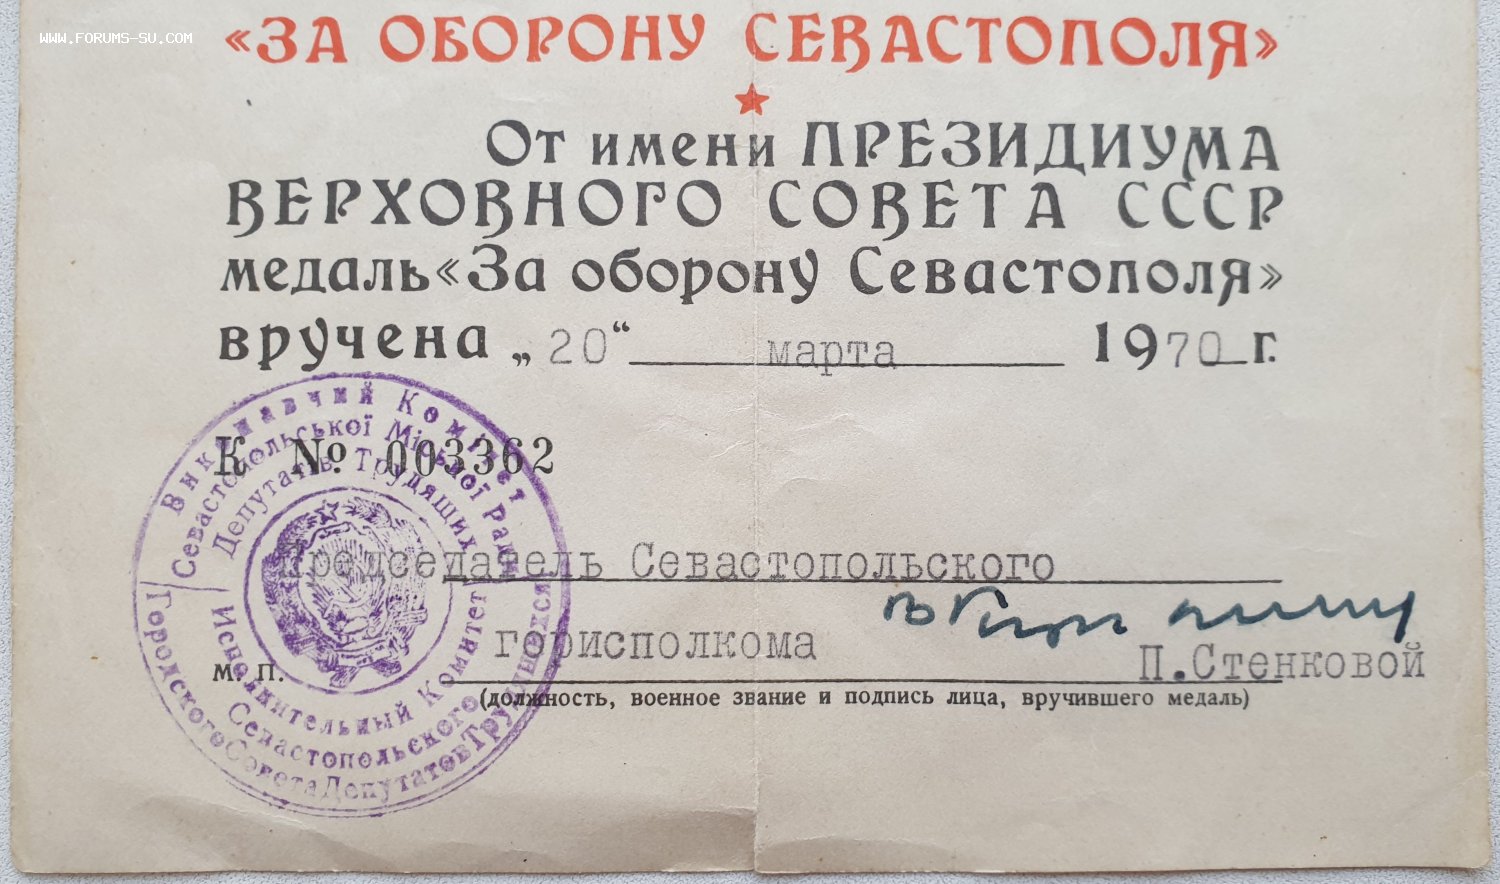 WWW.FORUMS-SU.COM
«ЗА ОБОРОНУ СЕВАСТОПОЛЯ»
От имени ПРЕЗИДИУМА
ВЕРХОВНОГО СОВЕТА СССР
медаль «За оборону Севастополя»
вручена „20“ марта 1970 г.
К № 003362
Виконавчий Комітет
Севастопольської Міської Ради
Депутатів Трудящих
Исполнительный Комитет
Севастопольского
Городского Совета Депутатов Трудящихся
Председатель Севастопольского
горисполкома
П.Стенковой
м. п.
(должность, военное звание и подпись лица, вручившего медаль)